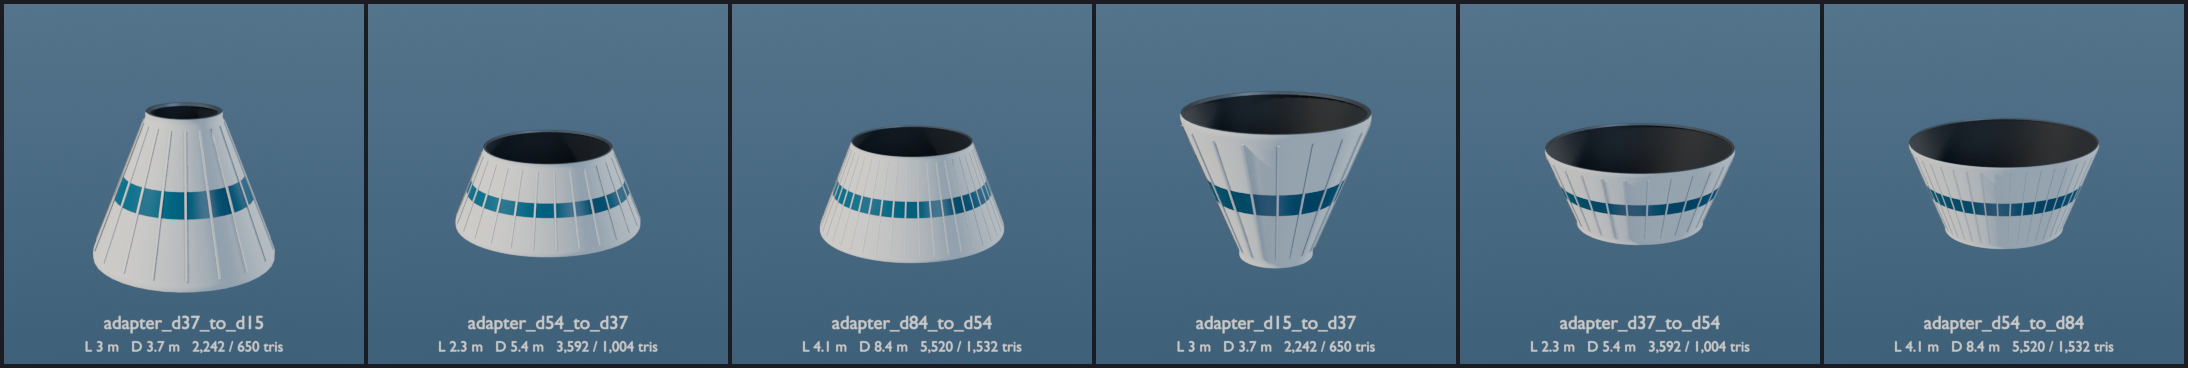 adapter_d37_to_d15
L 3 m D 3.7 m 2,242 / 650 tris
adapter_d54_to_d37
L 2.3 m D 5.4 m 3,592 / 1,004 tris
adapter_d84_to_d54
L 4.1 m D 8.4 m 5,520 / 1,532 tris
adapter_d15_to_d37
L 3 m D 3.7 m 2,242 / 650 tris
adapter_d37_to_d54
L 2.3 m D 5.4 m 3,592 / 1,004 tris
adapter_d54_to_d84
L 4.1 m D 8.4 m 5,520 / 1,532 tris